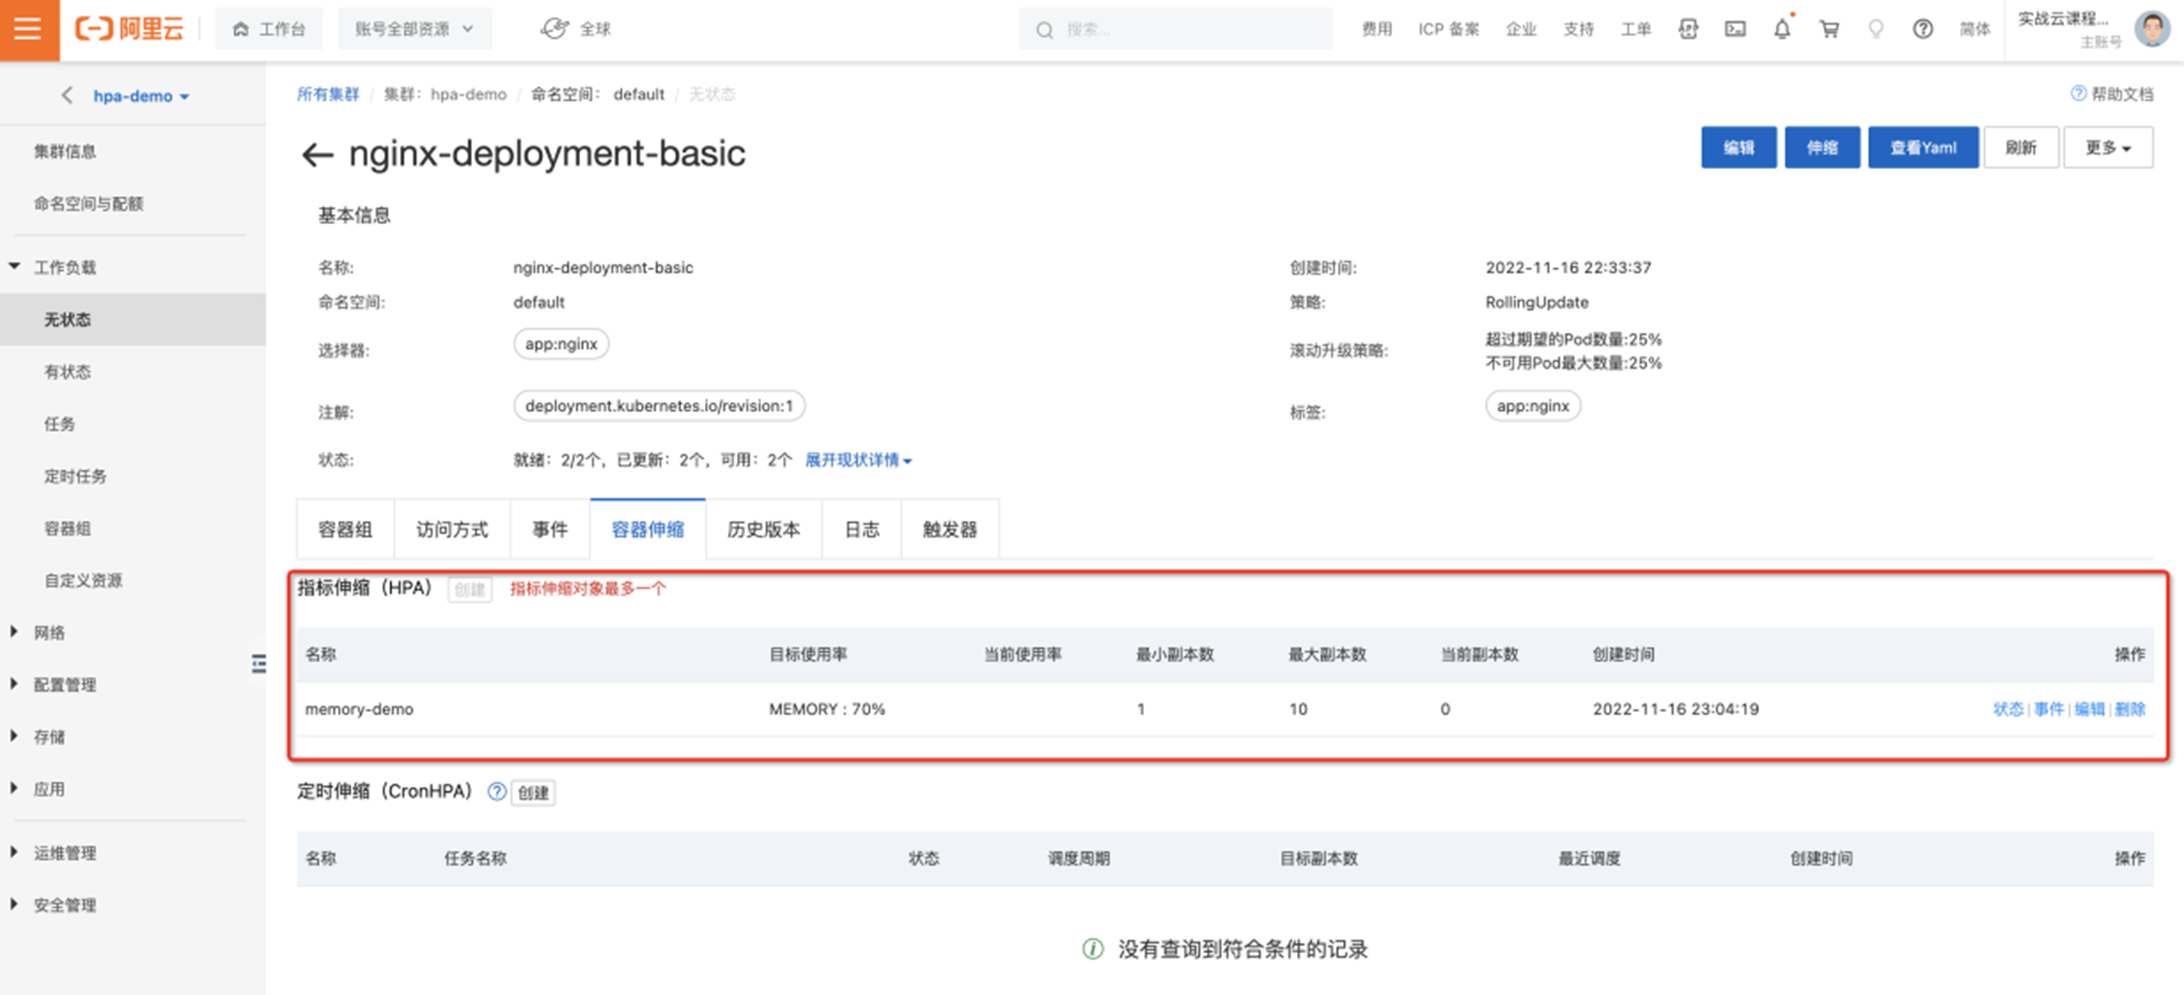 阿里云
工作台
账号全部资源
全球
搜索...
费用
ICP 备案
企业
支持
工单
简体
实战云课程...
主账号
hpa-demo
集群信息
命名空间与配额
工作负载
无状态
有状态
任务
定时任务
容器组
自定义资源
网络
配置管理
存储
应用
运维管理
安全管理
所有集群 / 集群：hpa-demo / 命名空间：default / 无状态
帮助文档
← nginx-deployment-basic
编辑
伸缩
查看Yaml
刷新
更多
基本信息
名称: nginx-deployment-basic
创建时间: 2022-11-16 22:33:37
命名空间: default
策略: RollingUpdate
选择器: app:nginx
滚动升级策略: 超过期望的Pod数量:25%
不可用Pod最大数量:25%
注解: deployment.kubernetes.io/revision:1
标签: app:nginx
状态: 就绪：2/2个，已更新：2个，可用：2个 展开现状详情
容器组 访问方式 事件 容器伸缩 历史版本 日志 触发器
指标伸缩（HPA） 创建 指标伸缩对象最多一个
名称 目标使用率 当前使用率 最小副本数 最大副本数 当前副本数 创建时间 操作
memory-demo MEMORY : 70% 1 10 0 2022-11-16 23:04:19 状态 | 事件 | 编辑 | 删除
定时伸缩（CronHPA） 创建
名称 任务名称 状态 调度周期 目标副本数 最近调度 创建时间 操作
没有查询到符合条件的记录